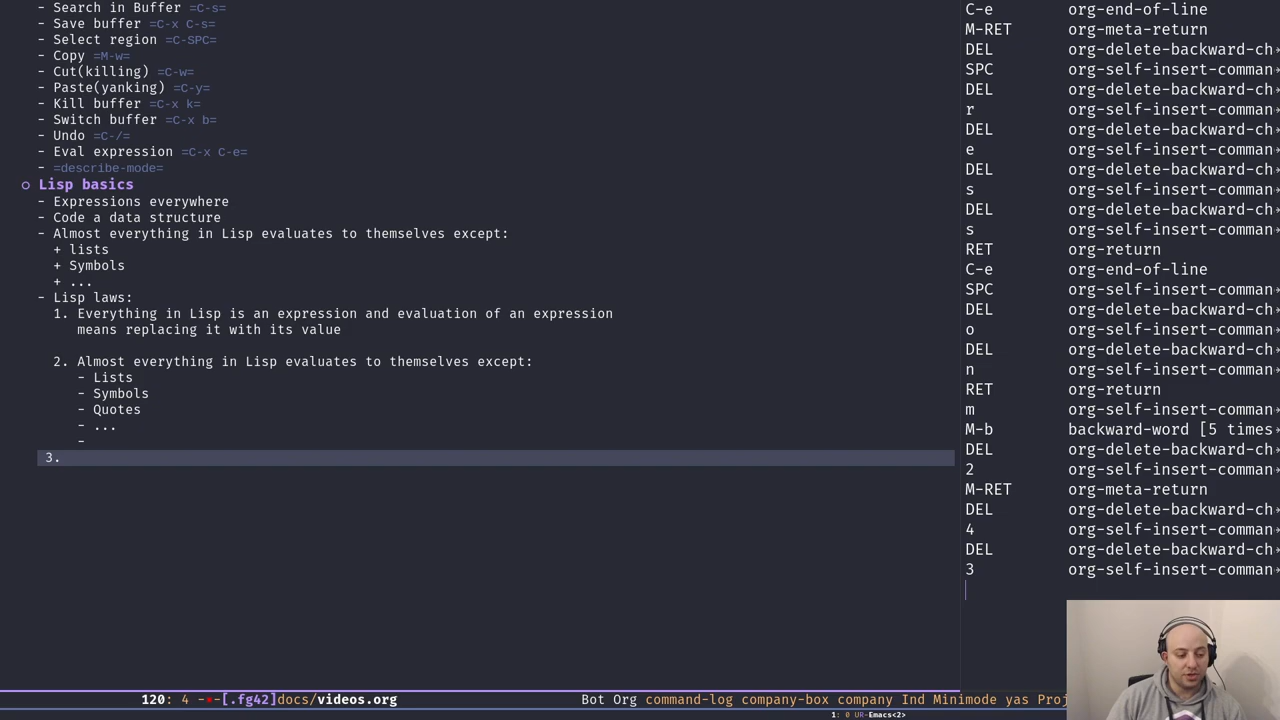 - Search in Buffer =C-s=
- Save buffer =C-x C-s=
- Select region =C-SPC=
- Copy =M-w=
- Cut(killing) =C-w=
- Paste(yanking) =C-y=
- Kill buffer =C-x k=
- Switch buffer =C-x b=
- Undo =C-/=
- Eval expression =C-x C-e=
- =describe-mode=
○ Lisp basics
- Expressions everywhere
- Code a data structure
- Almost everything in Lisp evaluates to themselves except:
+ lists
+ Symbols
+ ...
- Lisp laws:
1. Everything in Lisp is an expression and evaluation of an expression
means replacing it with its value
2. Almost everything in Lisp evaluates to themselves except:
- Lists
- Symbols
- Quotes
- ...
-
3.
C-e org-end-of-line
M-RET org-meta-return
DEL org-delete-backward-ch
SPC org-self-insert-comman
DEL org-delete-backward-ch
r org-self-insert-comman
DEL org-delete-backward-ch
e org-self-insert-comman
DEL org-delete-backward-ch
s org-self-insert-comman
DEL org-delete-backward-ch
s org-self-insert-comman
RET org-return
C-e org-end-of-line
SPC org-self-insert-comman
DEL org-delete-backward-ch
o org-self-insert-comman
DEL org-delete-backward-ch
n org-self-insert-comman
RET org-return
m org-self-insert-comman
M-b backward-word [5 times
DEL org-delete-backward-ch
2 org-self-insert-comman
M-RET org-meta-return
DEL org-delete-backward-ch
4 org-self-insert-comman
DEL org-delete-backward-ch
3 org-self-insert-comman
120: 4 -*-[.fg42]docs/videos.org Bot Org command-log company-box company Ind Minimode yas Proj
1: 0 UR-Emacs<2>